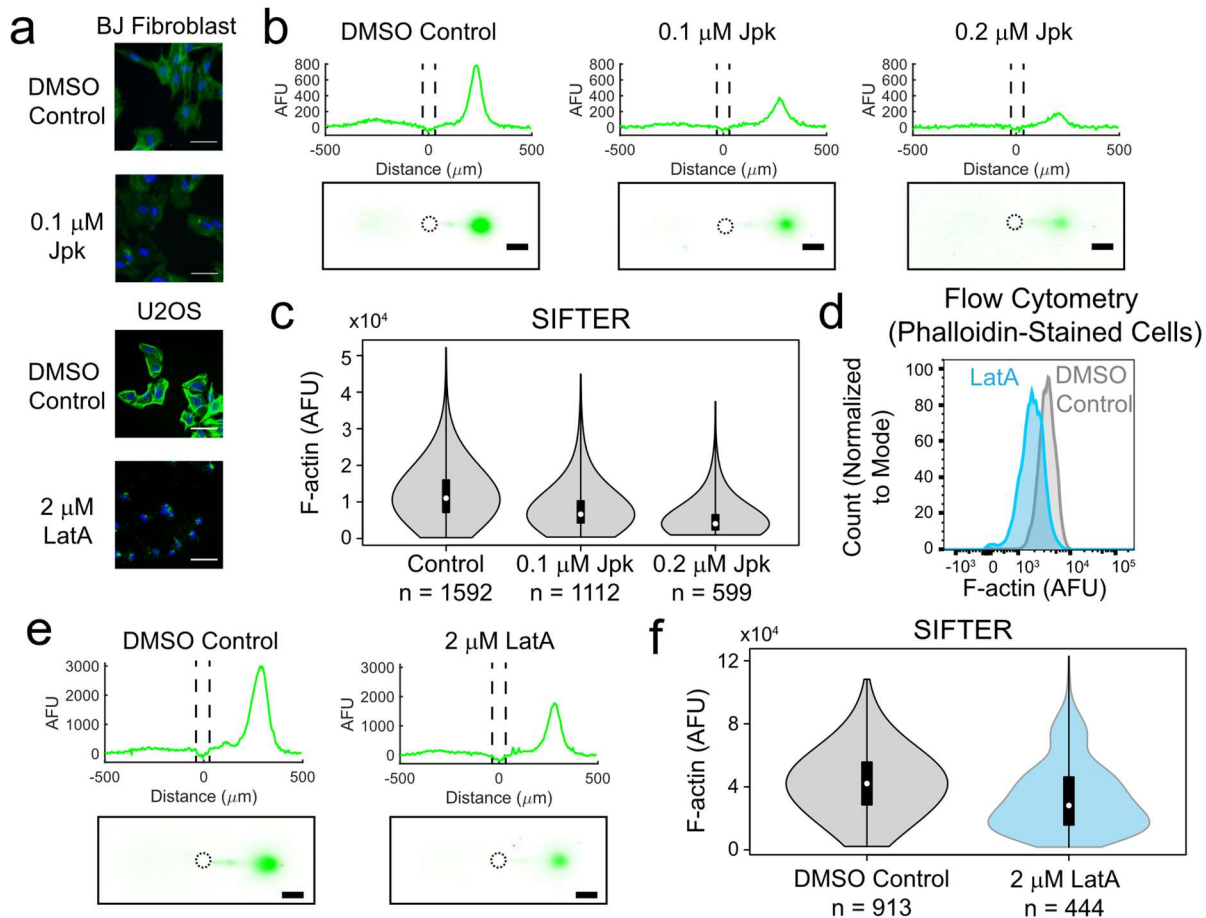 a
BJ Fibroblast
DMSO
Control
0.1 μM
Jpk
U2OS
DMSO
Control
2 μM
LatA
b
DMSO Control
AFU
800
600
400
200
0
-500
0
500
Distance (μm)
0.1 μM Jpk
AFU
800
600
400
200
0
-500
0
500
Distance (μm)
0.2 μM Jpk
AFU
800
600
400
200
0
-500
0
500
Distance (μm)
c
SIFTER
x10⁴
F-actin (AFU)
5
4
3
2
1
0
Control
n = 1592
0.1 μM Jpk
n = 1112
0.2 μM Jpk
n = 599
d
Flow Cytometry
(Phalloidin-Stained Cells)
Count (Normalized
to Mode)
100
80
60
40
20
0
LatA
DMSO
Control
-10³
0
10³
10⁴
10⁵
F-actin (AFU)
e
DMSO Control
AFU
3000
2000
1000
0
-500
0
500
Distance (μm)
2 μM LatA
AFU
3000
2000
1000
0
-500
0
500
Distance (μm)
f
SIFTER
x10⁴
F-actin (AFU)
12
8
4
0
DMSO Control
n = 913
2 μM LatA
n = 444